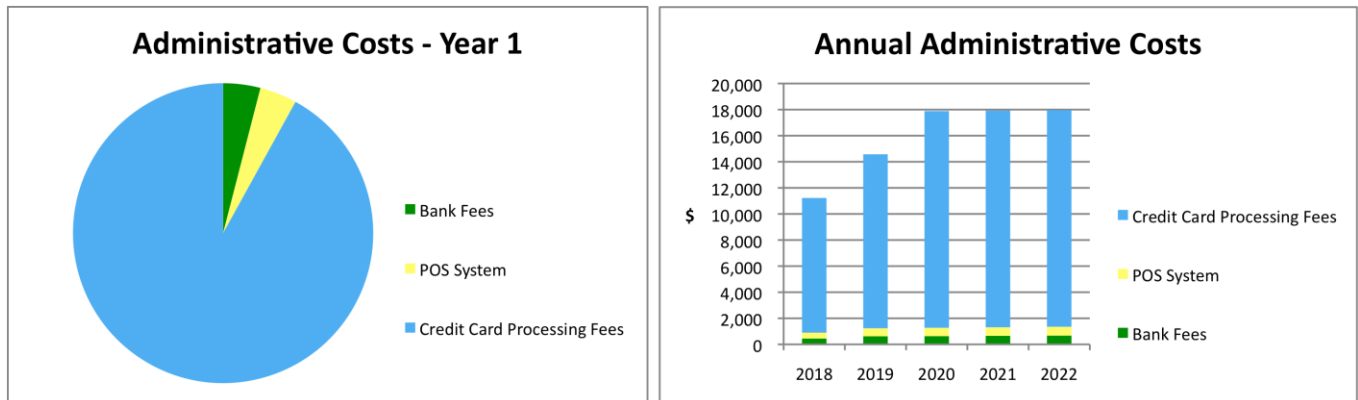 Administrative Costs - Year 1
Bank Fees
POS System
Credit Card Processing Fees
Annual Administrative Costs
20,000
18,000
16,000
14,000
12,000
10,000
8,000
6,000
4,000
2,000
0
$
2018 2019 2020 2021 2022
Credit Card Processing Fees
POS System
Bank Fees